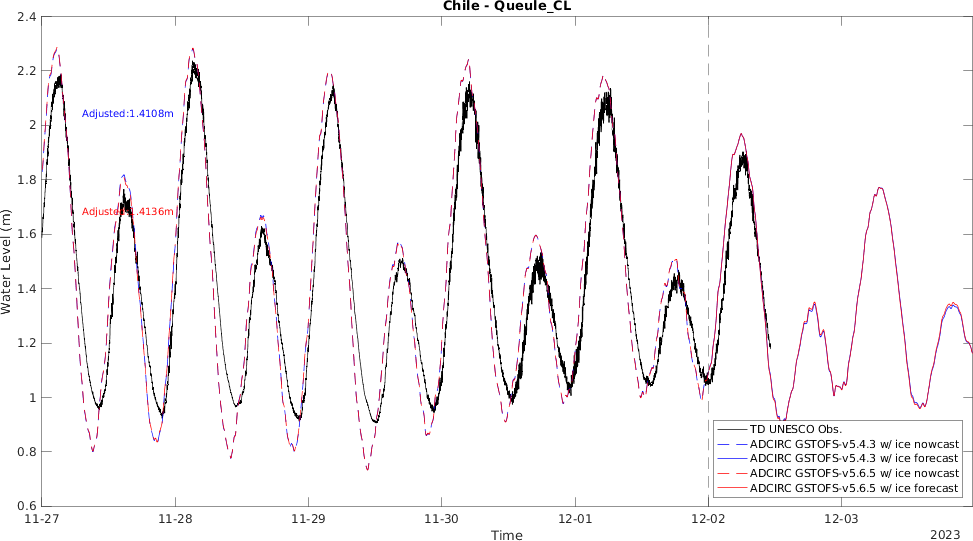 Chile - Queule_CL
2.4
2.2
2
1.8
1.6
1.4
1.2
1
0.8
0.6
Water Level (m)
Adjusted:1.4108m
Adjusted:1.4136m
TD UNESCO Obs.
ADCIRC GSTOFS-v5.4.3 w/ ice nowcast
ADCIRC GSTOFS-v5.4.3 w/ ice forecast
ADCIRC GSTOFS-v5.6.5 w/ ice nowcast
ADCIRC GSTOFS-v5.6.5 w/ ice forecast
11-27 11-28 11-29 11-30 12-01 12-02 12-03
Time
2023